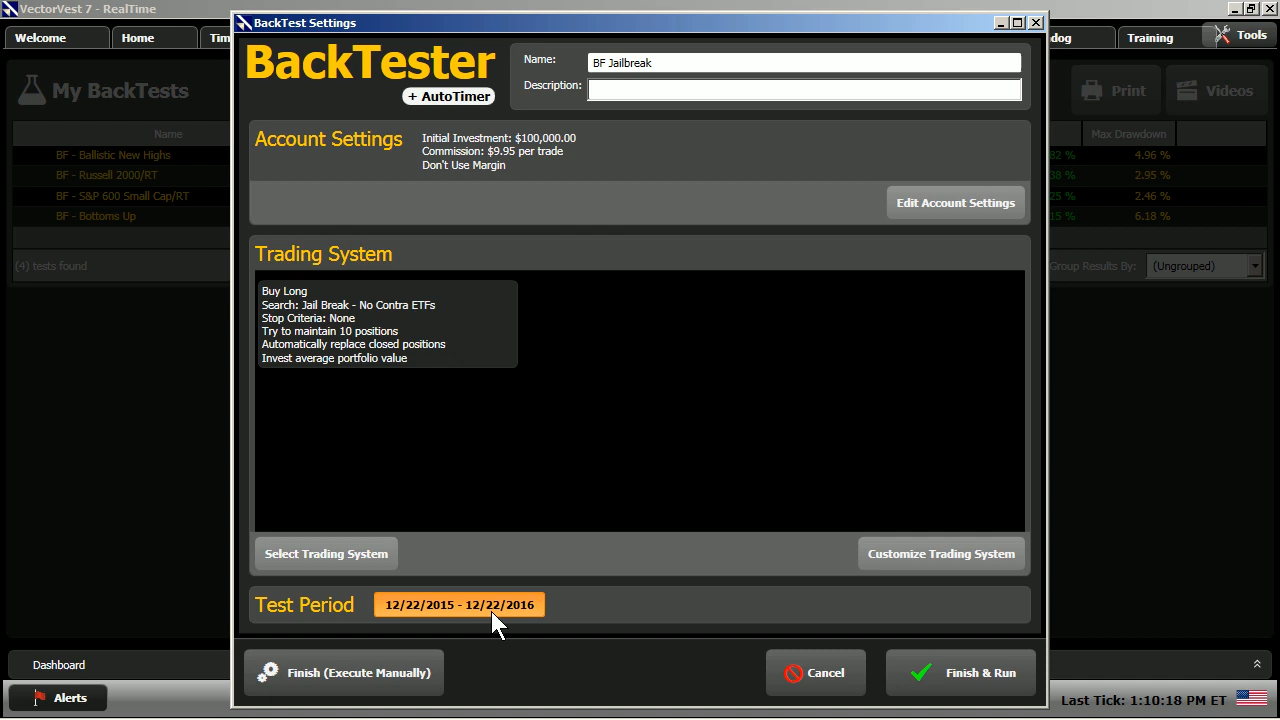 VectorVest 7 - RealTime
BackTest Settings
Welcome
Home
Tim
dog
Training
Tools
BackTester
+ AutoTimer
Name:
BF Jailbreak
Description:
My BackTests
Print
Videos
Name
Max Drawdown
BF - Ballistic New Highs
82 %
4.96 %
BF - Russell 2000/RT
38 %
2.95 %
BF - S&P 600 Small Cap/RT
25 %
2.46 %
BF - Bottoms Up
15 %
6.18 %
(4) tests found
Group Results By:
(Ungrouped)
Account Settings
Initial Investment: $100,000.00
Commission: $9.95 per trade
Don't Use Margin
Edit Account Settings
Trading System
Buy Long
Search: Jail Break - No Contra ETFs
Stop Criteria: None
Try to maintain 10 positions
Automatically replace closed positions
Invest average portfolio value
Select Trading System
Customize Trading System
Test Period
12/22/2015 - 12/22/2016
Finish (Execute Manually)
Cancel
Finish & Run
Dashboard
Alerts
Last Tick: 1:10:18 PM ET